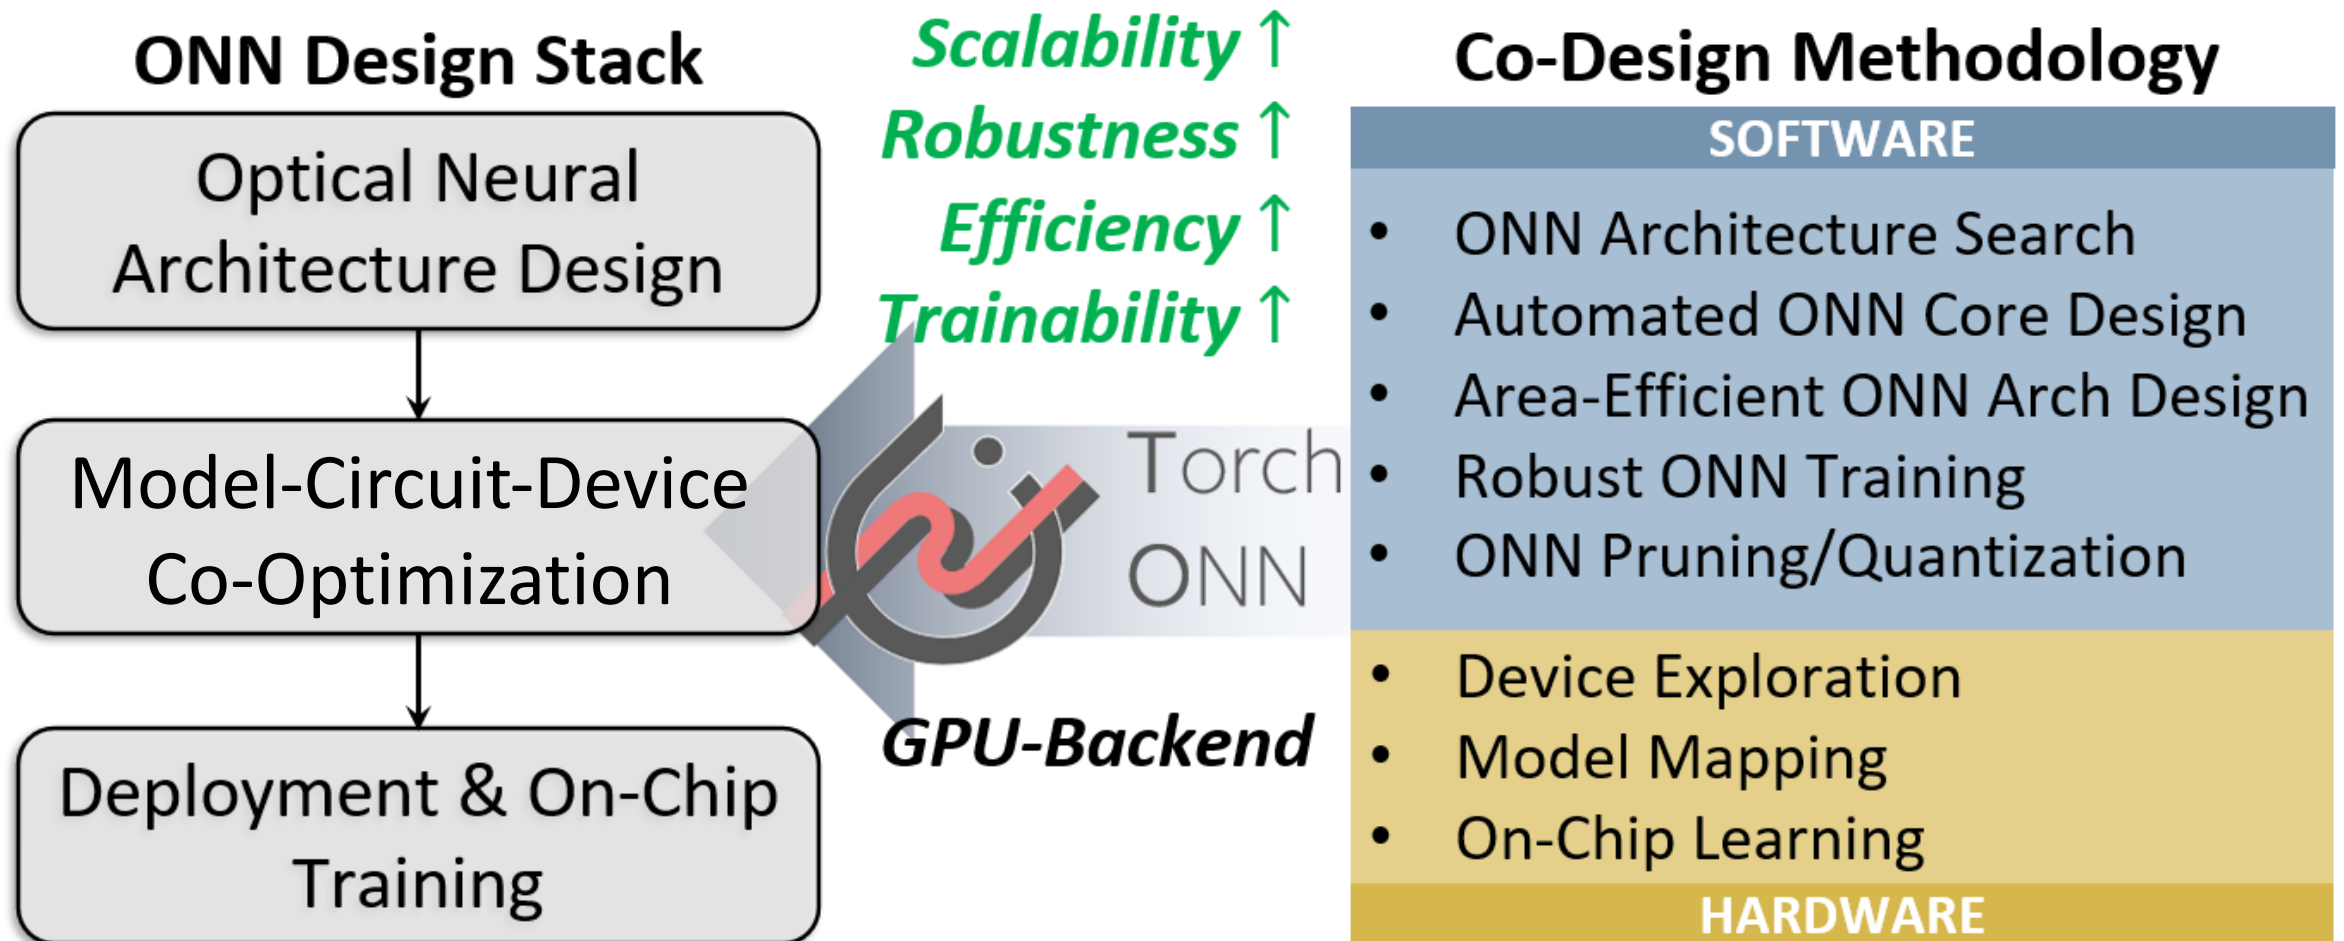 ONN Design Stack
Optical Neural
Architecture Design
Model-Circuit-Device
Co-Optimization
Deployment & On-Chip
Training
Scalability ↑
Robustness ↑
Efficiency ↑
Trainability ↑
Torch
ONN
GPU-Backend
Co-Design Methodology
SOFTWARE
• ONN Architecture Search
• Automated ONN Core Design
• Area-Efficient ONN Arch Design
• Robust ONN Training
• ONN Pruning/Quantization
• Device Exploration
• Model Mapping
• On-Chip Learning
HARDWARE